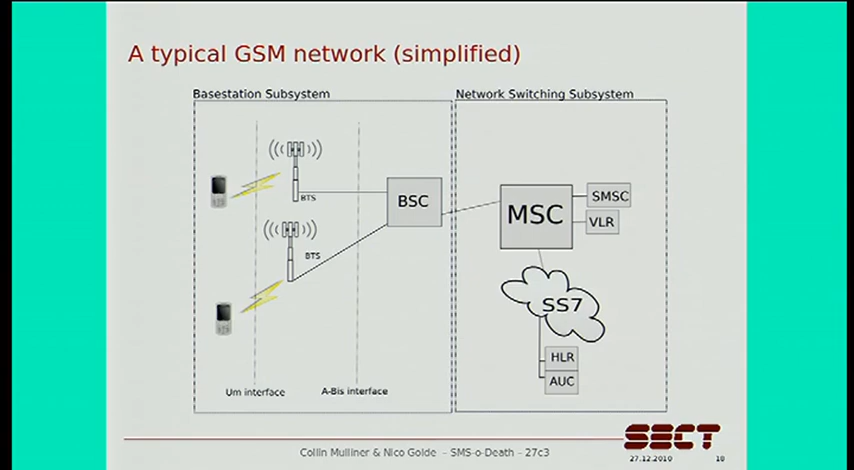 A typical GSM network (simplified)
Basestation Subsystem
Network Switching Subsystem
BTS
BSC
MSC
SMSC
VLR
BTS
SS7
HLR
AUC
Um interface
A-Bis interface
SECT
Collin Mulliner & Nico Golde - SMS-o-Death - 27c3
27.12.2010
10